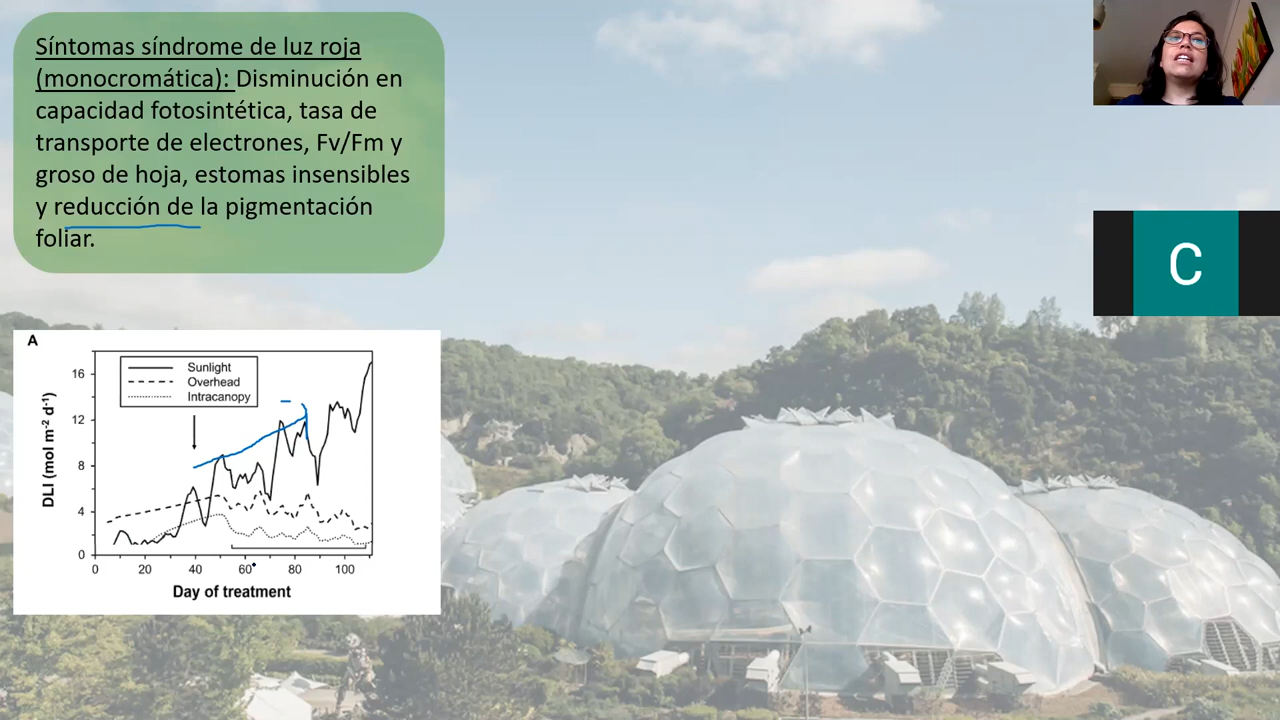 Síntomas síndrome de luz roja
(monocromática): Disminución en
capacidad fotosintética, tasa de
transporte de electrones, Fv/Fm y
groso de hoja, estomas insensibles
y reducción de la pigmentación
foliar.
C
A
Sunlight
Overhead
Intracanopy
DLI (mol m-2 d-1)
16
12
8
4
0
0 20 40 60 80 100
Day of treatment